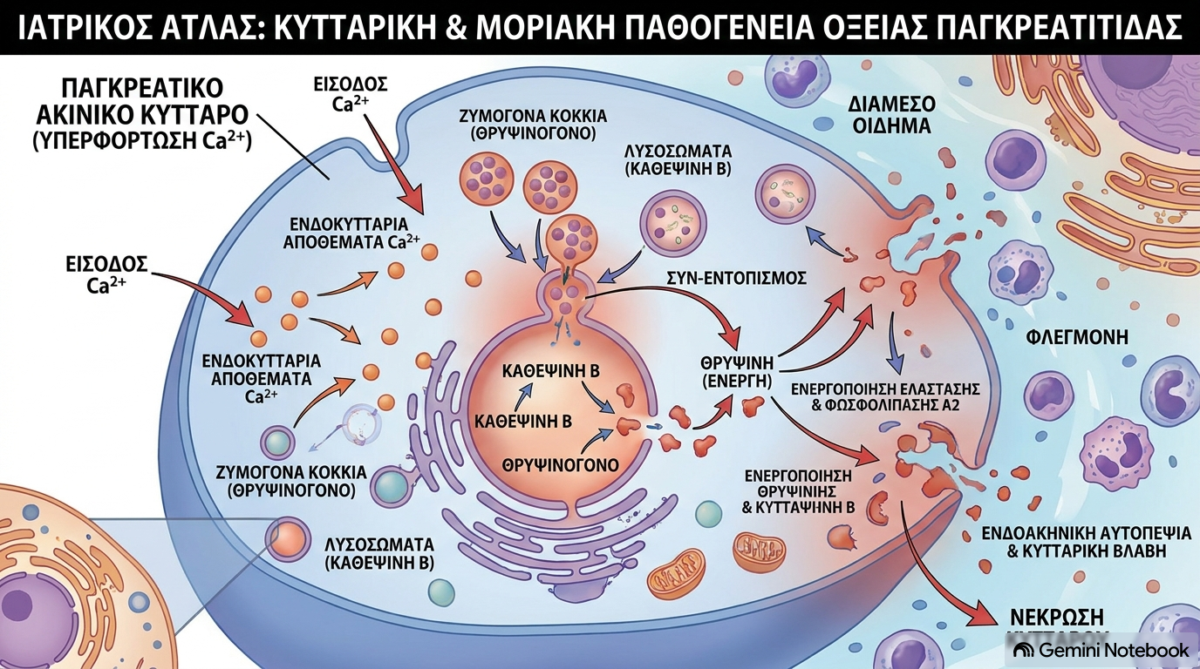 ΙΑΤΡΙΚΟΣ ΑΤΛΑΣ: ΚΥΤΤΑΡΙΚΗ & ΜΟΡΙΑΚΗ ΠΑΘΟΓΕΝΕΙΑ ΟΞΕΙΑΣ ΠΑΓΚΡΕΑΤΙΤΙΔΑΣ
ΠΑΓΚΡΕΑΤΙΚΟ
ΑΚΙΝΙΚΟ ΚΥΤΤΑΡΟ
(ΥΠΕΡΦΟΡΤΩΣΗ Ca²⁺)
ΕΙΣΟΔΟΣ
Ca²⁺
ΖΥΜΟΓΟΝΑ ΚΟΚΚΙΑ
(ΘΡΥΨΙΝΟΓΟΝΟ)
ΛΥΣΟΣΩΜΑΤΑ
(ΚΑΘΕΨΙΝΗ Β)
ΔΙΑΜΕΣΟ
ΟΙΔΗΜΑ
ΕΝΔΟΚΥΤΤΑΡΙΑ
ΑΠΟΘΕΜΑΤΑ Ca²⁺
ΕΙΣΟΔΟΣ
Ca²⁺
ΣΥΝ-ΕΝΤΟΠΙΣΜΟΣ
ΦΛΕΓΜΟΝΗ
ΕΝΔΟΚΥΤΤΑΡΙΑ
ΑΠΟΘΕΜΑΤΑ
Ca²⁺
ΚΑΘΕΨΙΝΗ Β
ΚΑΘΕΨΙΝΗ Β
ΘΡΥΨΙΝΟΓΟΝΟ
ΘΡΥΨΙΝΗ
(ΕΝΕΡΓΗ)
ΕΝΕΡΓΟΠΟΙΗΣΗ ΕΛΑΣΤΑΣΗΣ
& ΦΩΣΦΟΛΙΠΑΣΗΣ Α2
ΖΥΜΟΓΟΝΑ ΚΟΚΚΙΑ
(ΘΡΥΨΙΝΟΓΟΝΟ)
ΕΝΕΡΓΟΠΟΙΗΣΗ
ΘΡΥΨΙΝΙΗΣ
& ΚΥΤΤΑΨΗΝΗ Β
ΛΥΣΟΣΩΜΑΤΑ
(ΚΑΘΕΨΙΝΗ Β)
ΕΝΔΟΑΚΗΝΙΚΗ ΑΥΤΟΠΕΨΙΑ
& ΚΥΤΤΑΡΙΚΗ ΒΛΑΒΗ
ΝΕΚΡΩΣΗ
Gemini Notebook